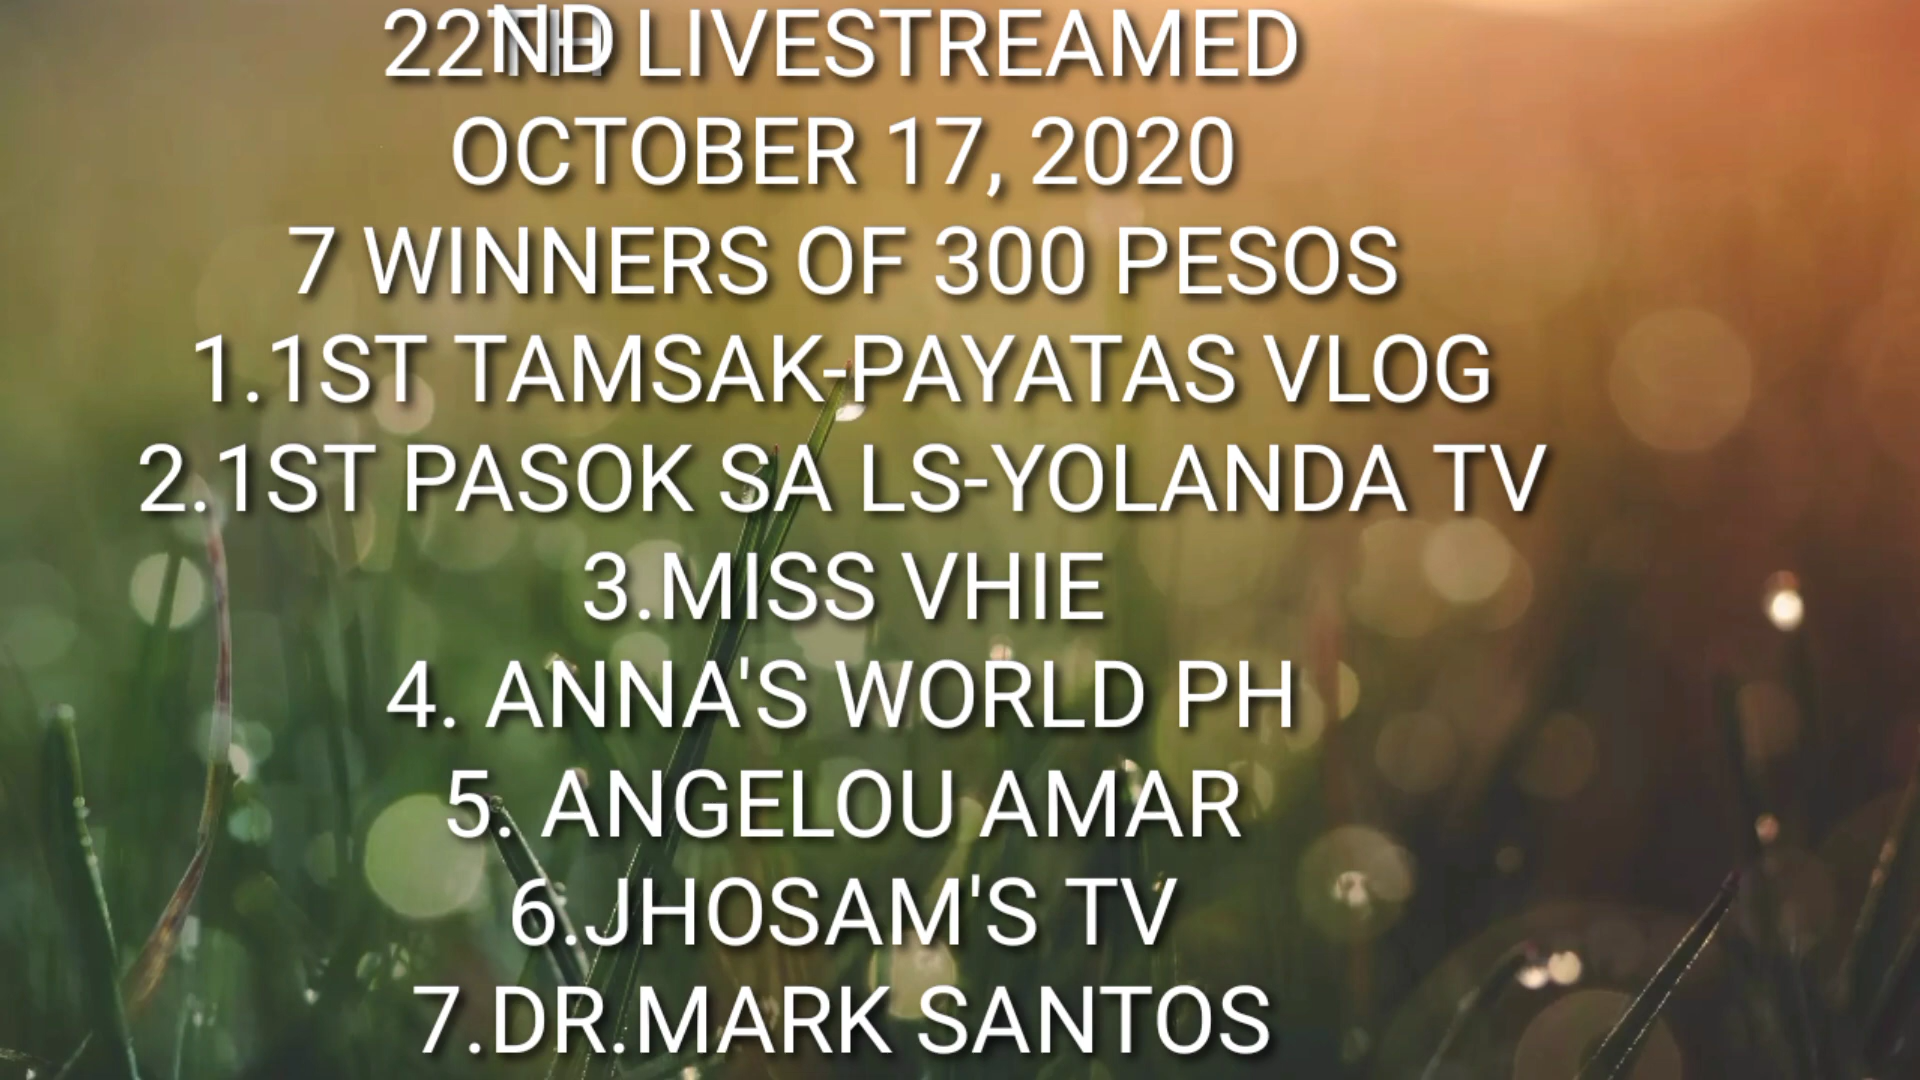 22ND LIVESTREAMED
OCTOBER 17, 2020
7 WINNERS OF 300 PESOS
1.1ST TAMSAK-PAYATAS VLOG
2.1ST PASOK SA LS-YOLANDA TV
3.MISS VHIE
4. ANNA'S WORLD PH
5. ANGELOU AMAR
6.JHOSAM'S TV
7.DR.MARK SANTOS